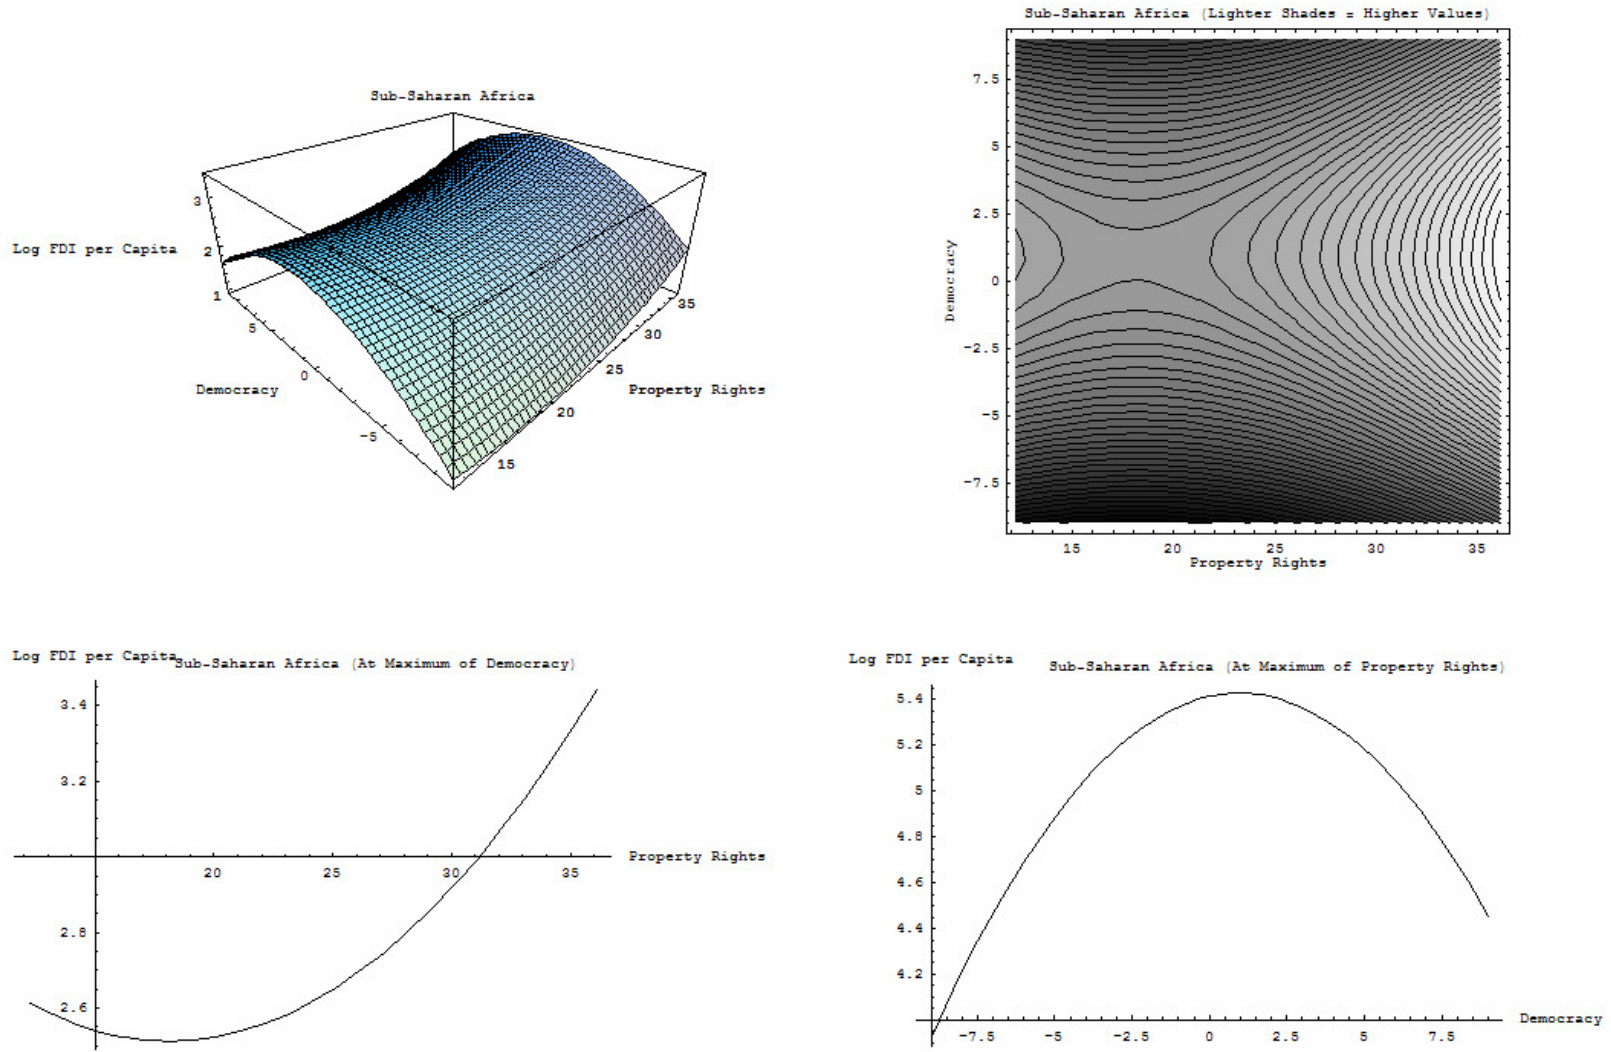 Sub-Saharan Africa
3
Log FDI per Capita
2
1
5
0
Democracy
-5
35
30
25
Property Rights
20
15
Sub-Saharan Africa (Lighter Shades = Higher Values)
7.5
5
2.5
Democracy
0
-2.5
-5
-7.5
15 20 25 30 35
Property Rights
Log FDI per Capita
Sub-Saharan Africa (At Maximum of Democracy)
3.4
3.2
Property Rights
20 25 30 35
2.8
2.6
Log FDI per Capita
Sub-Saharan Africa (At Maximum of Property Rights)
5.4
5.2
5
4.8
4.6
4.4
4.2
Democracy
-7.5 -5 -2.5 0 2.5 5 7.5